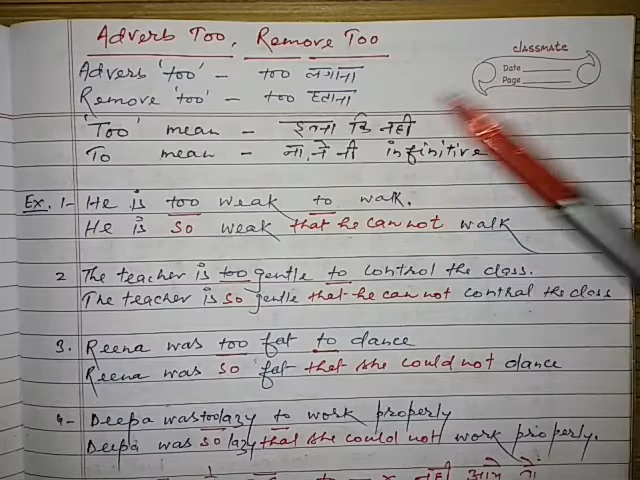 Adverb Too, Remove Too
classmate
Date
Page
Adverb 'too' - too लगाना
Remove 'too' - too हटाना
'Too' mean - इतना कि नहीं
To mean - ना, ने नी infinitive
Ex. 1- He is too weak to walk.
He is so weak that he can not walk
2 The teacher is too gentle to control the class.
The teacher is so gentle that he can not control the class
3. Reena was too fat to dance
Reena was so fat that she could not dance
4- Deepa was too lazy to work properly
Deepa was so lazy that she could not work properly.